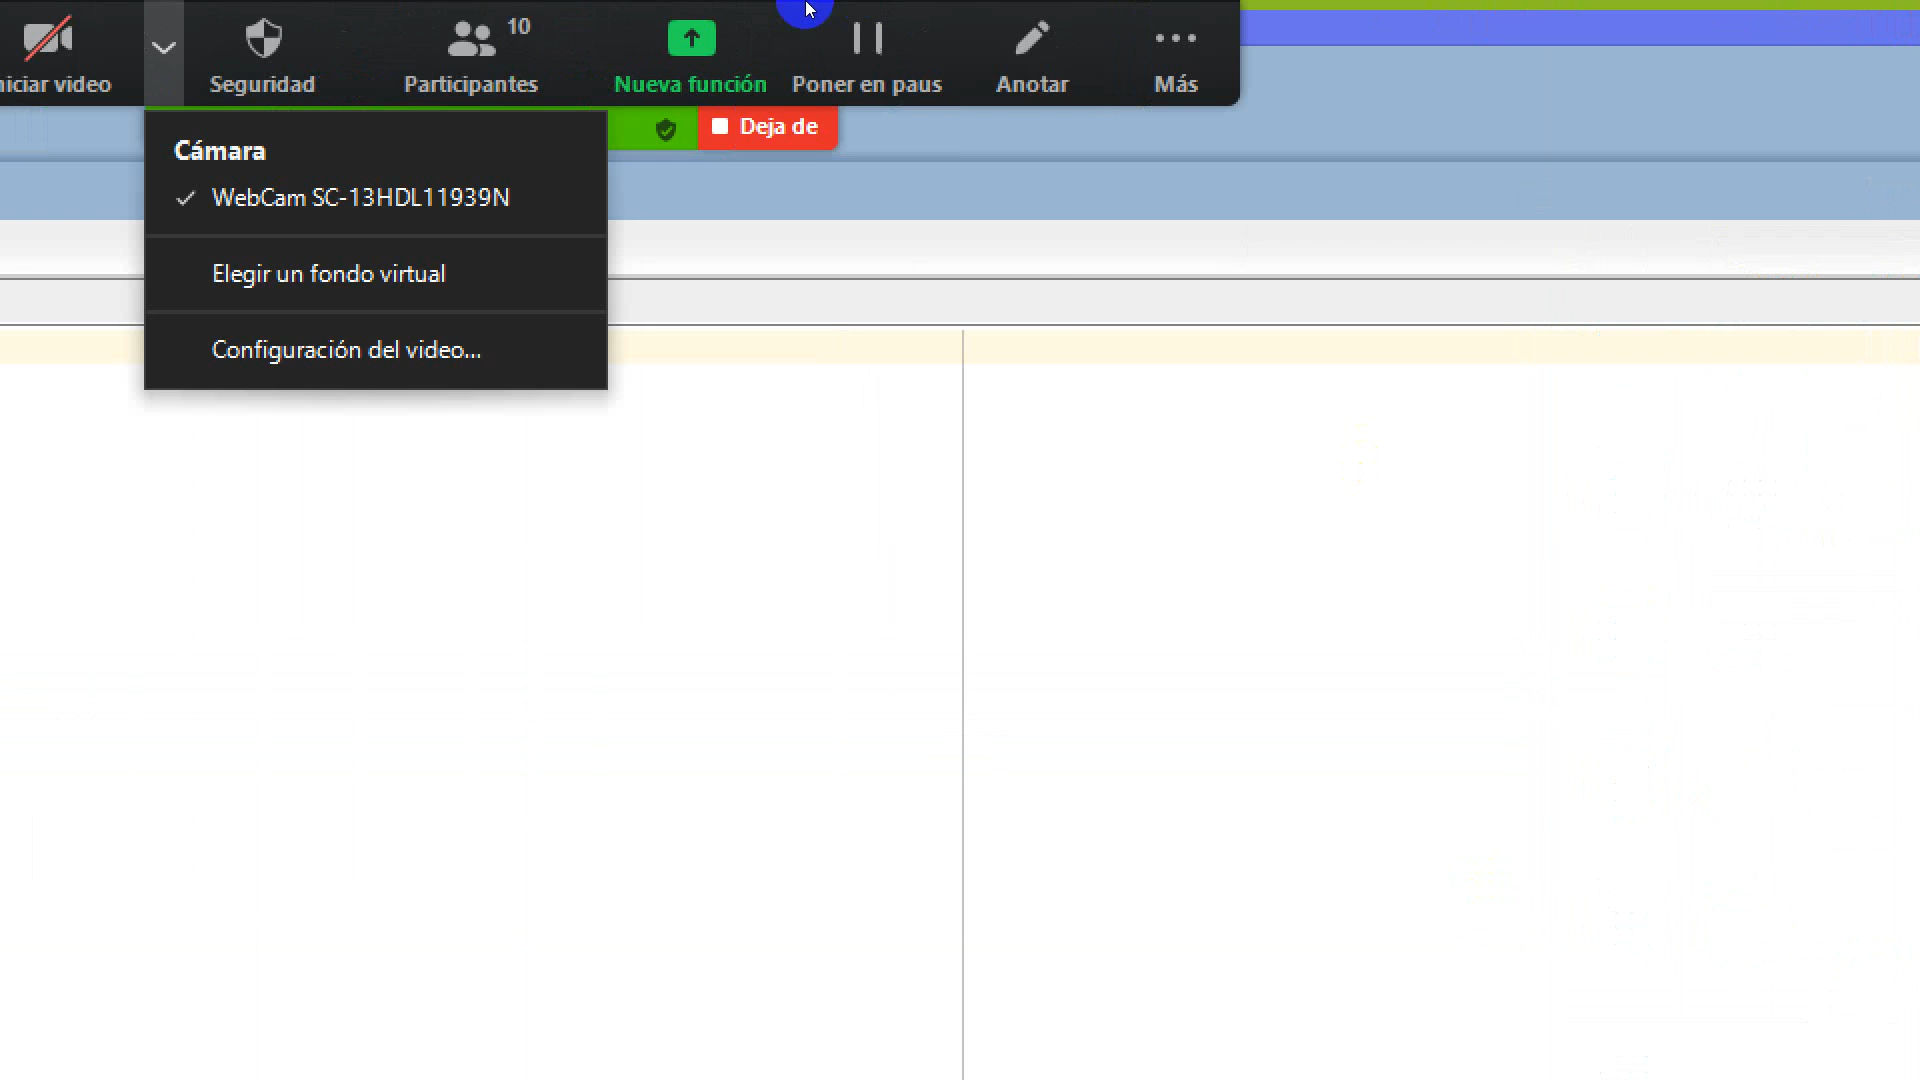 niciar video
Seguridad
Participantes
10
Nueva función
Poner en paus
Anotar
Más
Deja de
Cámara
WebCam SC-13HDL11939N
Elegir un fondo virtual
Configuración del video...